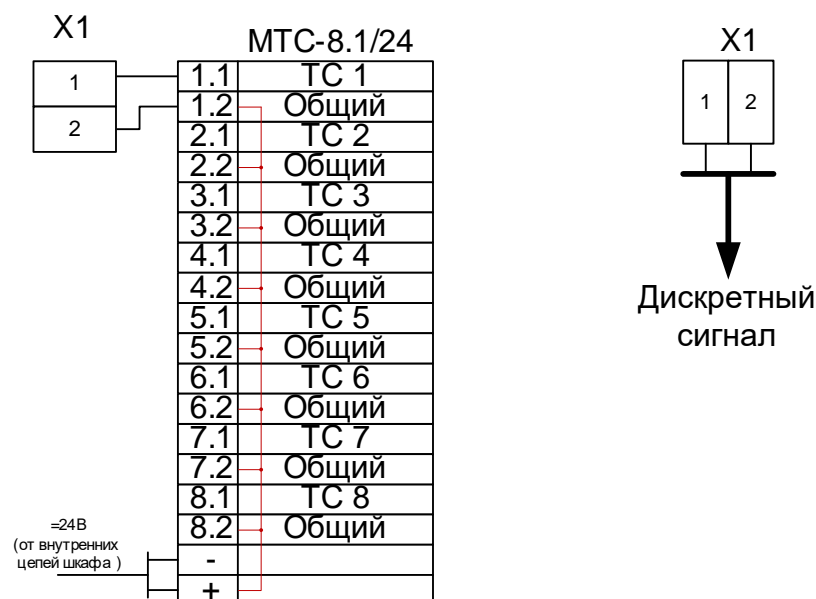 X1
МТС-8.1/24
1
2
1.1 ТС 1
1.2 Общий
2.1 ТС 2
2.2 Общий
3.1 ТС 3
3.2 Общий
4.1 ТС 4
4.2 Общий
5.1 ТС 5
5.2 Общий
6.1 ТС 6
6.2 Общий
7.1 ТС 7
7.2 Общий
8.1 ТС 8
8.2 Общий
-
+
=24В
(от внутренних
цепей шкафа )
X1
1 2
Дискретный
сигнал